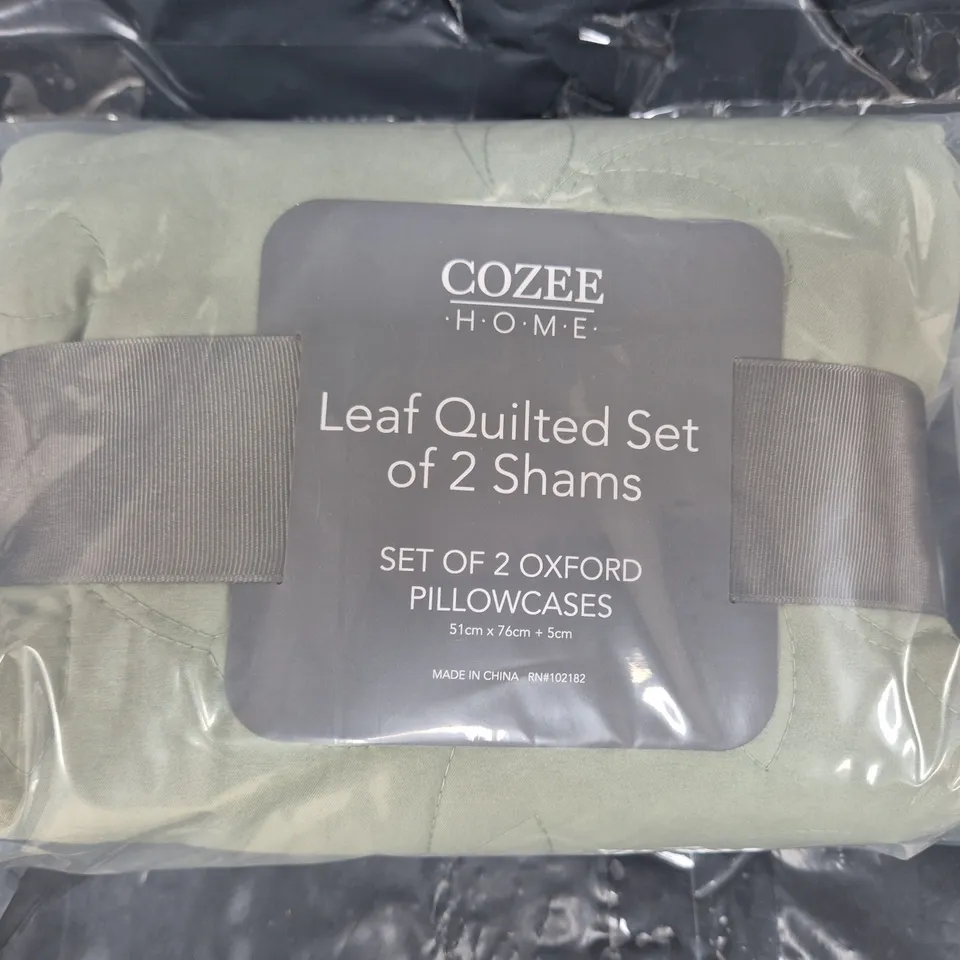 COZEE
·H·O·M·E·
Leaf Quilted Set
of 2 Shams
SET OF 2 OXFORD
PILLOWCASES
51cm x 76cm + 5cm
MADE IN CHINA RN#102182